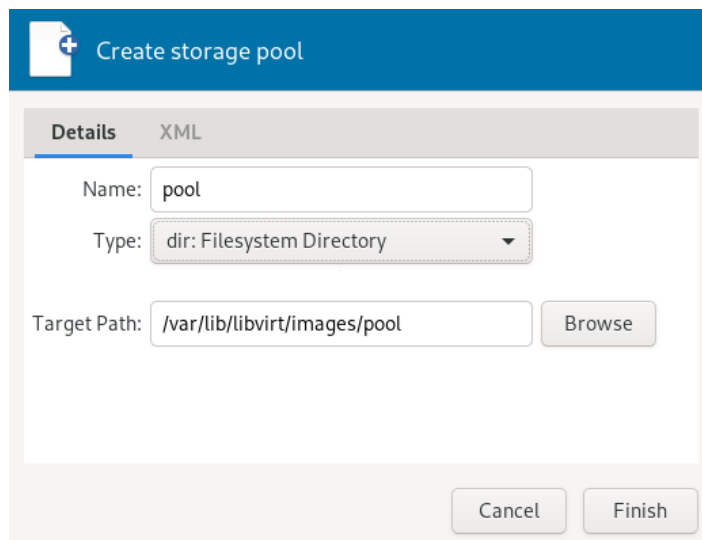 Create storage pool
Details XML
Name: pool
Type: dir: Filesystem Directory
Target Path: /var/lib/libvirt/images/pool Browse
Cancel Finish